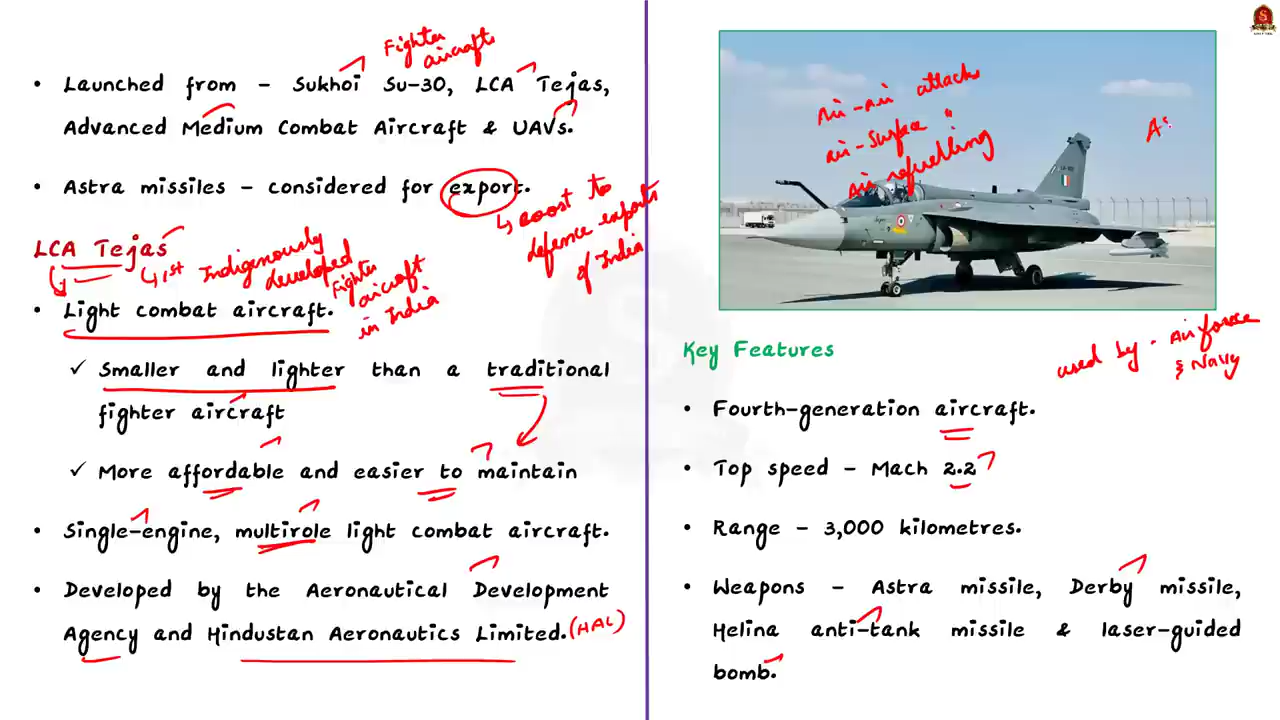 Fighter
aircraft
• Launched from – Sukhoi Su-30, LCA Tejas,
Advanced Medium Combat Aircraft & UAVs.
• Astra missiles – considered for export.
↳ Boost to
defence exports
of India
LCA Tejas
↳ 1st Indigenously
developed
Fighter
aircraft
in India
• Light combat aircraft.
✓ Smaller and lighter than a traditional
fighter aircraft
✓ More affordable and easier to maintain
• Single-engine, multirole light combat aircraft.
• Developed by the Aeronautical Development
Agency and Hindustan Aeronautics Limited. (HAL)
Air-air attacks
air-surface "
air refuelling
As
used by - Air force
& Navy
Key Features
• Fourth-generation aircraft.
• Top speed – Mach 2.2
• Range – 3,000 kilometres.
• Weapons – Astra missile, Derby missile,
Helina anti-tank missile & laser-guided
bomb.